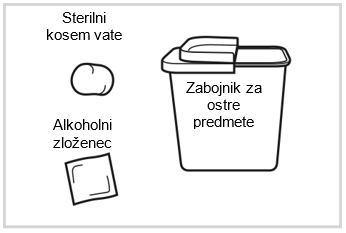 Sterilni
kosem vate
Zabojnik za
ostre
predmete
Alkoholni
zloženec